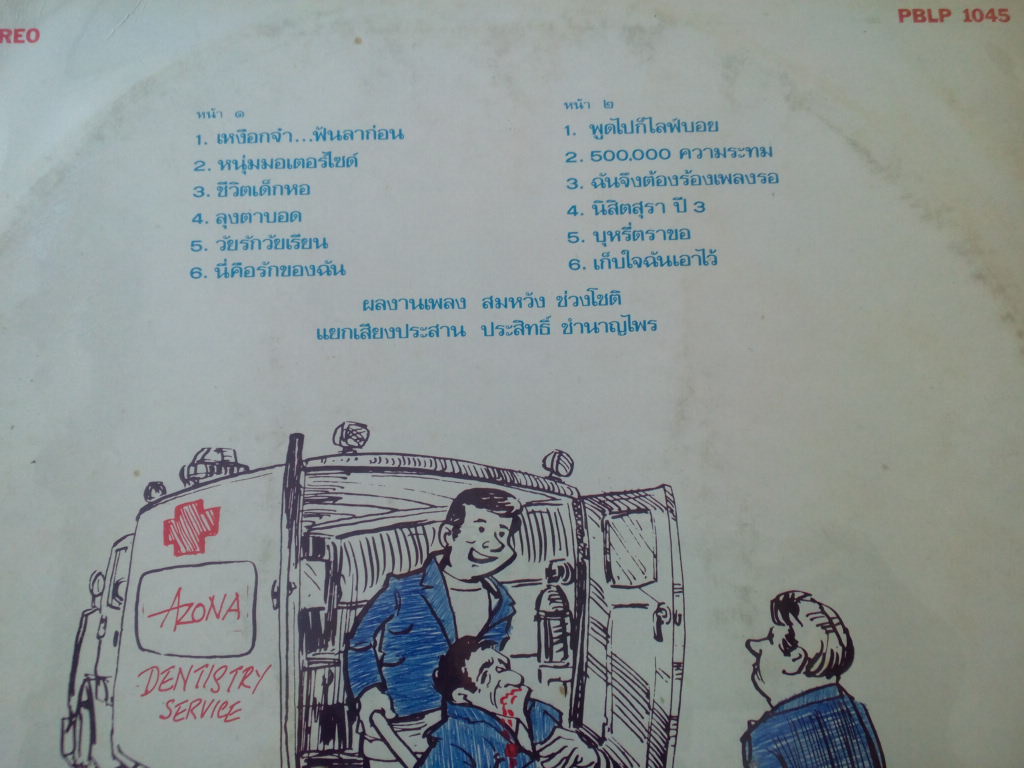 REO
PBLP 1045
หน้า ๑
1. เหงือกจ๋า...ฟันลาก่อน
2. หนุ่มมอเตอร์ไซด์
3. ชีวิตเด็กหอ
4. ลุงตาบอด
5. วัยรักวัยเรียน
6. นี่คือรักของฉัน
หน้า ๒
1. พูดไปก็ไลฟ์บอย
2. 500,000 ความระทม
3. ฉันจึงต้องร้องเพลงรอ
4. นิสิตสุรา ปี 3
5. บุหรี่ตราขอ
6. เก็บใจฉันเอาไว้
ผลงานเพลง สมหวัง ช่วงโชติ
แยกเสียงประสาน ประสิทธิ์ ชำนาญไพร
AZONA
DENTISTRY
SERVICE